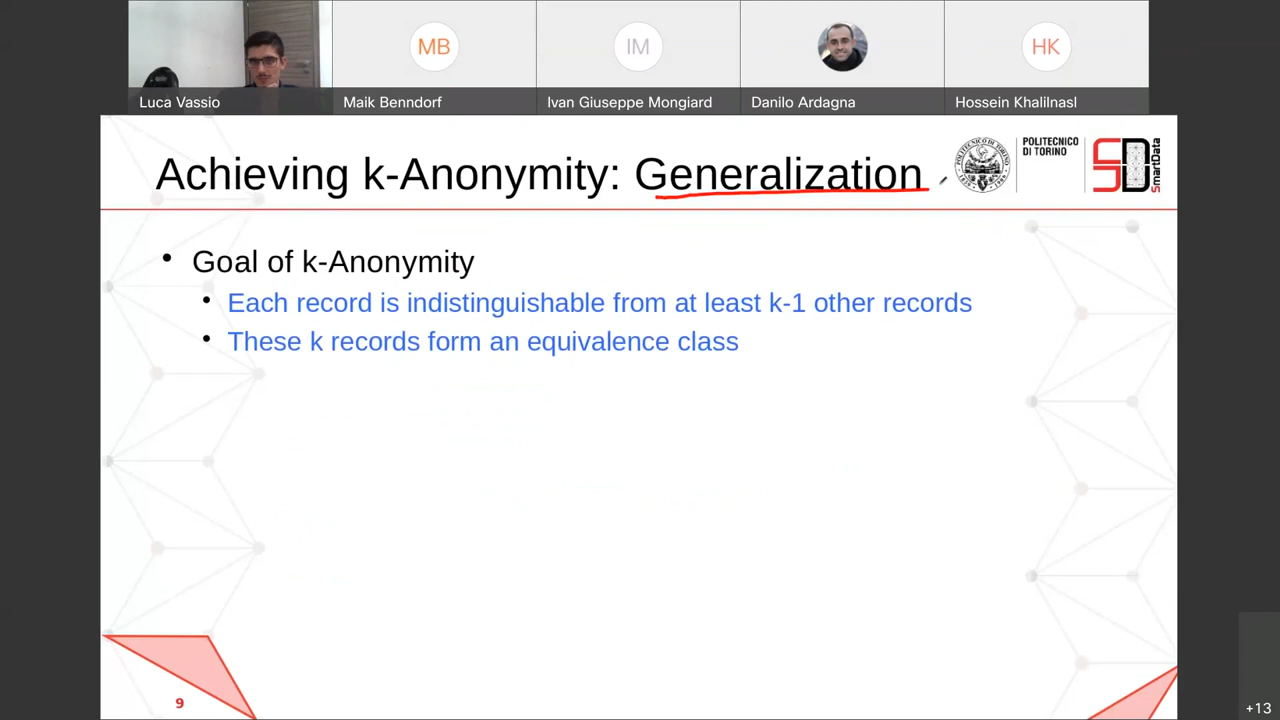 MB
IM
HK
Luca Vassio
Maik Benndorf
Ivan Giuseppe Mongiard
Danilo Ardagna
Hossein Khalilnasl
Achieving k-Anonymity: Generalization
POLITECNICO
DI TORINO
SD
SmartData
• Goal of k-Anonymity
• Each record is indistinguishable from at least k-1 other records
• These k records form an equivalence class
9
+13